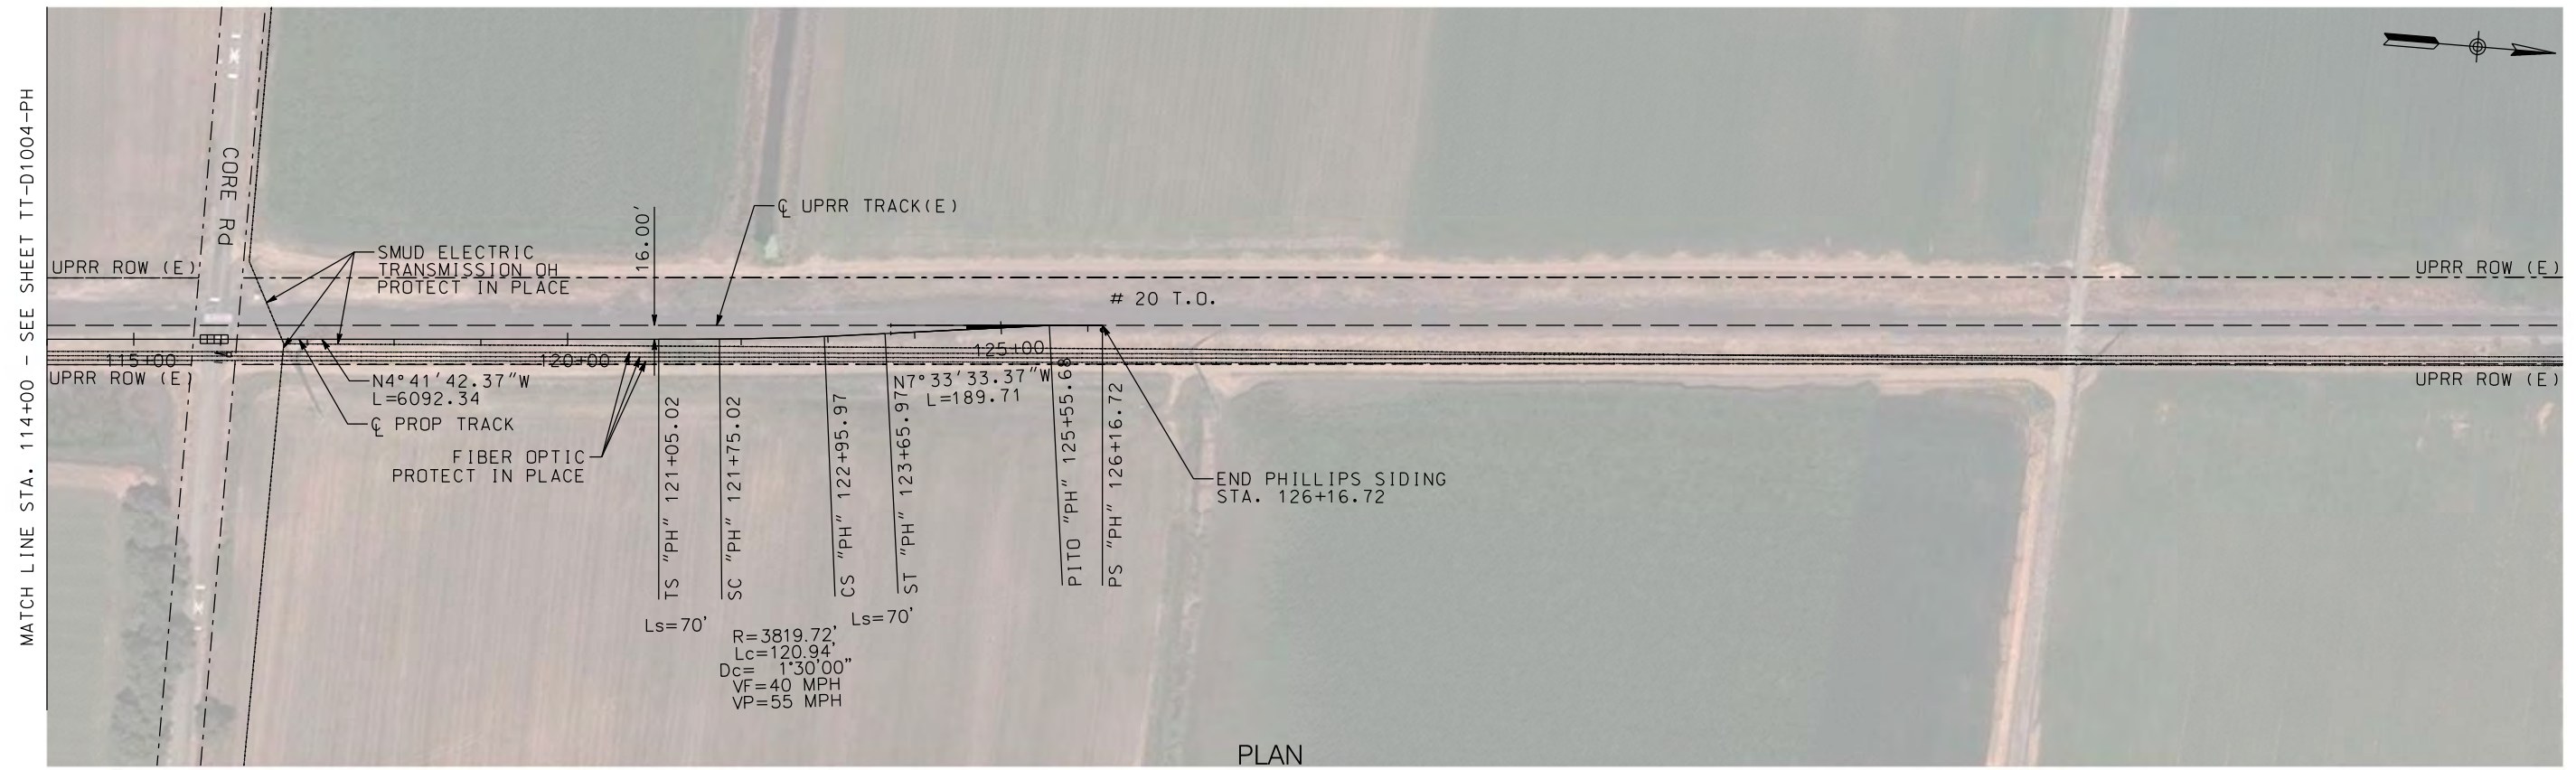 MATCH LINE STA. 114+00 - SEE SHEET TT-D1004-PH
CORE Rd
UPRR ROW (E)
SMUD ELECTRIC
TRANSMISSION OH
PROTECT IN PLACE
16.00'
℄ UPRR TRACK(E)
# 20 T.O.
UPRR ROW (E)
115+00
120+00
125+00
UPRR ROW (E)
N4°41'42.37"W
L=6092.34
℄ PROP TRACK
FIBER OPTIC
PROTECT IN PLACE
N7°33'33.37"W
L=189.71
UPRR ROW (E)
TS "PH" 121+05.02
SC "PH" 121+75.02
CS "PH" 122+95.97
ST "PH" 123+65.97
PITO "PH" 125+55.68
PS "PH" 126+16.72
END PHILLIPS SIDING
STA. 126+16.72
Ls=70'
Ls=70'
R=3819.72'
Lc=120.94'
Dc= 1°30'00"
VF=40 MPH
VP=55 MPH
PLAN